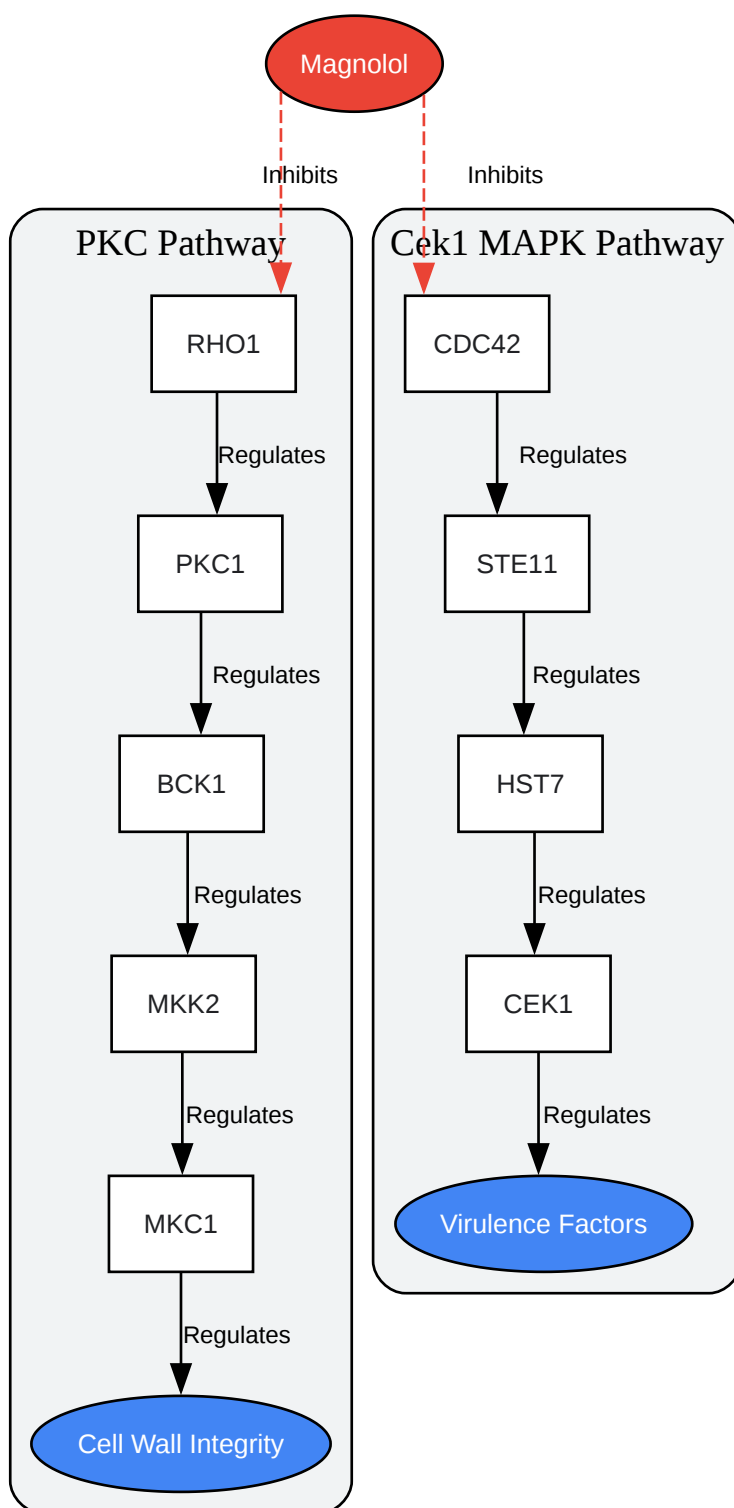 Magnolol
Inhibits
Inhibits
PKC Pathway
RHO1
Regulates
PKC1
Regulates
BCK1
Regulates
MKK2
Regulates
MKC1
Regulates
Cell Wall Integrity
Cek1 MAPK Pathway
CDC42
Regulates
STE11
Regulates
HST7
Regulates
CEK1
Regulates
Virulence Factors